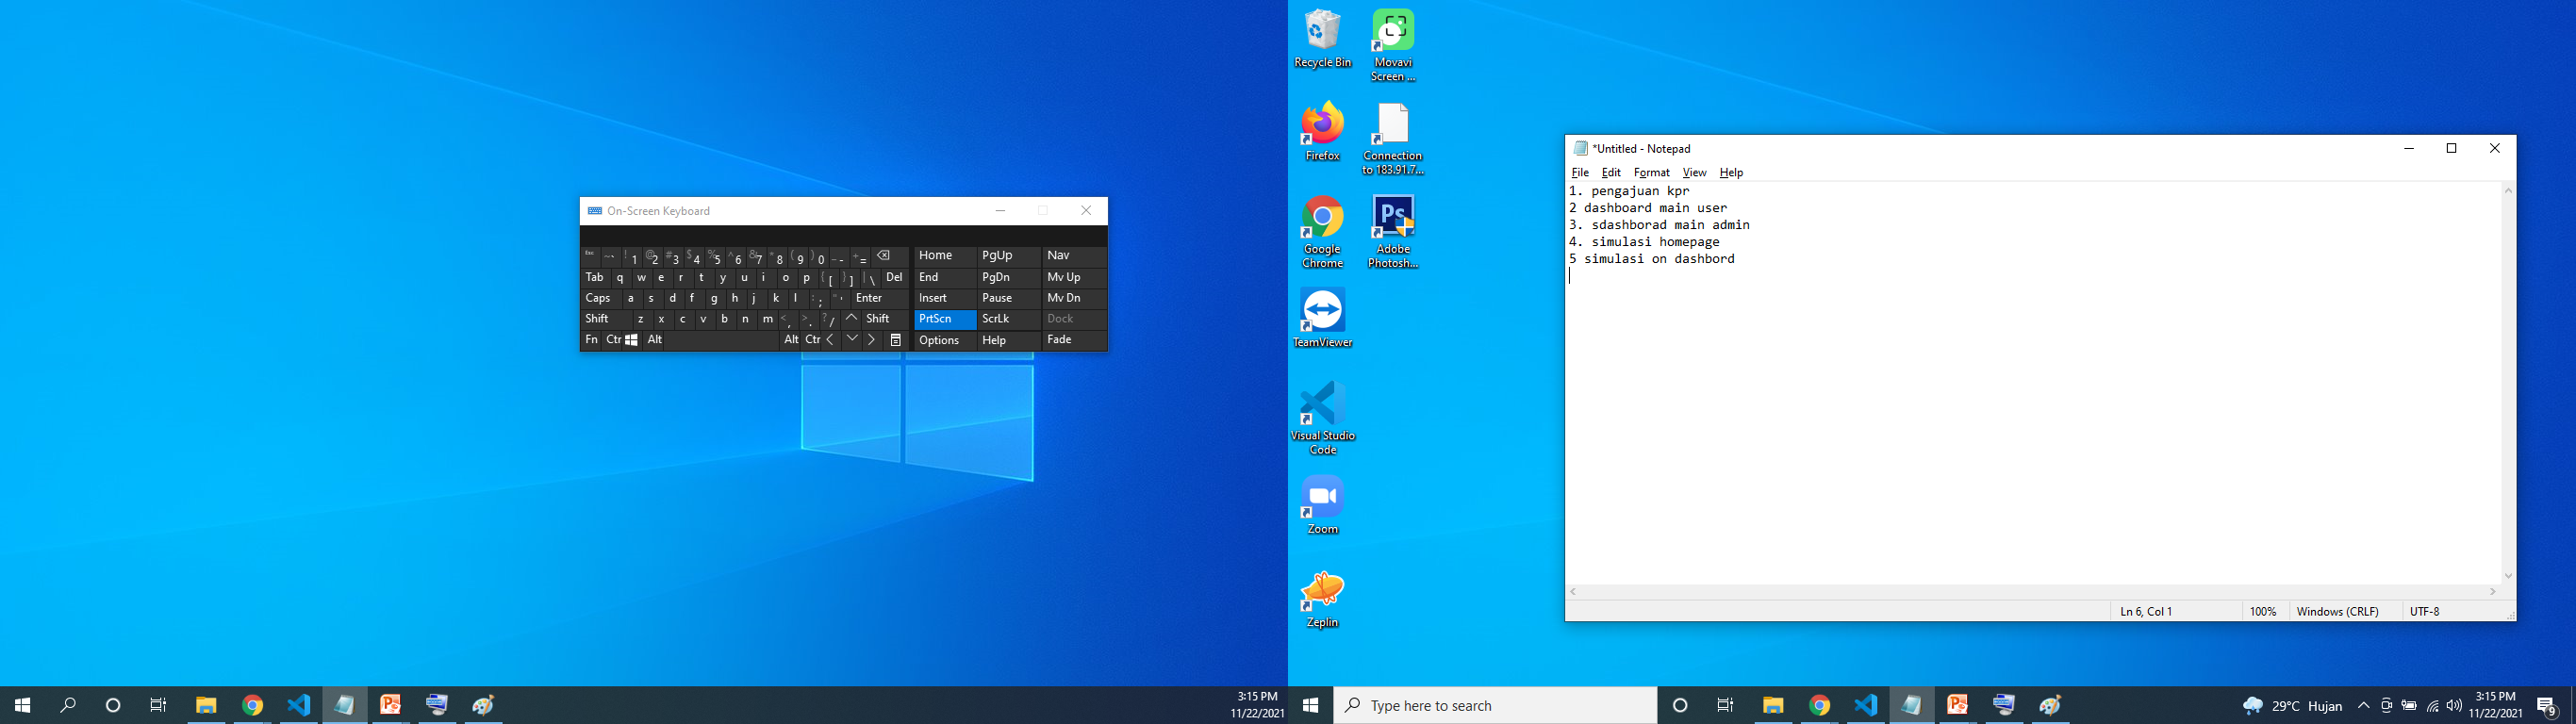 On-Screen Keyboard
Esc ~` !1 @2 #3 $4 %5 ^6 &7 *8 (9 )0 _- += Home PgUp Nav
Tab q w e r t y u i o p {[ }] |\ Del End PgDn Mv Up
Caps a s d f g h j k l :; "' Enter Insert Pause Mv Dn
Shift z x c v b n m <, >. ?/ Shift PrtScn ScrLk Dock
Fn Ctr Alt Alt Ctr Options Help Fade
3:15 PM
11/22/2021
Recycle Bin
Movavi
Screen ...
Firefox
Connection
to 183.91.7...
Google
Chrome
Adobe
Photosh...
TeamViewer
Visual Studio
Code
Zoom
Zeplin
*Untitled - Notepad
File Edit Format View Help
1. pengajuan kpr
2 dashboard main user
3. sdashborad main admin
4. simulasi homepage
5 simulasi on dashbord
Ln 6, Col 1 100% Windows (CRLF) UTF-8
Type here to search
29°C Hujan
3:15 PM
11/22/2021
9